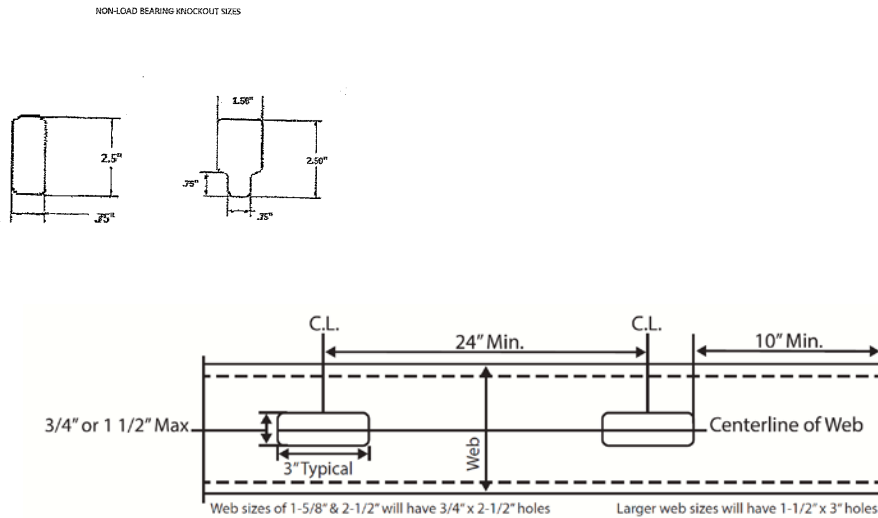 NON-LOAD BEARING KNOCKOUT SIZES
1.50"
2.5"
2.50"
.75"
.75"
.75"
C.L.
C.L.
24" Min.
10" Min.
3/4" or 1 1/2" Max
Centerline of Web
Web
3" Typical
Web sizes of 1-5/8" & 2-1/2" will have 3/4" x 2-1/2" holes
Larger web sizes will have 1-1/2" x 3" holes